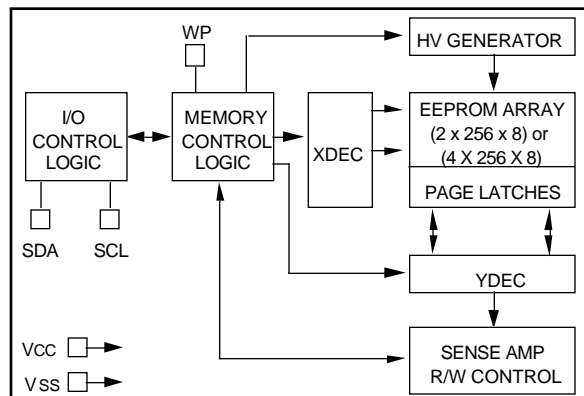 WP
HV GENERATOR
I/O
CONTROL
LOGIC
MEMORY
CONTROL
LOGIC
XDEC
EEPROM ARRAY
(2 x 256 x 8) or
(4 X 256 X 8)
PAGE LATCHES
SDA
SCL
YDEC
VCC
VSS
SENSE AMP
R/W CONTROL